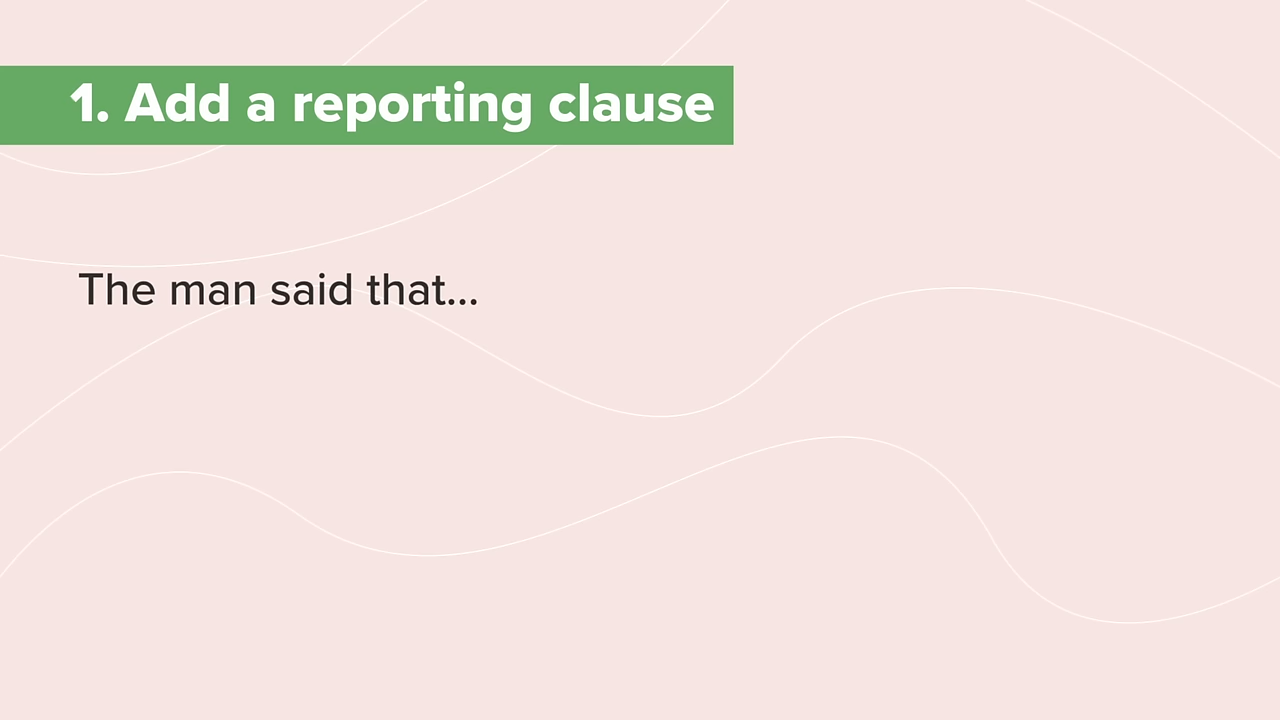 1. Add a reporting clause
The man said that...